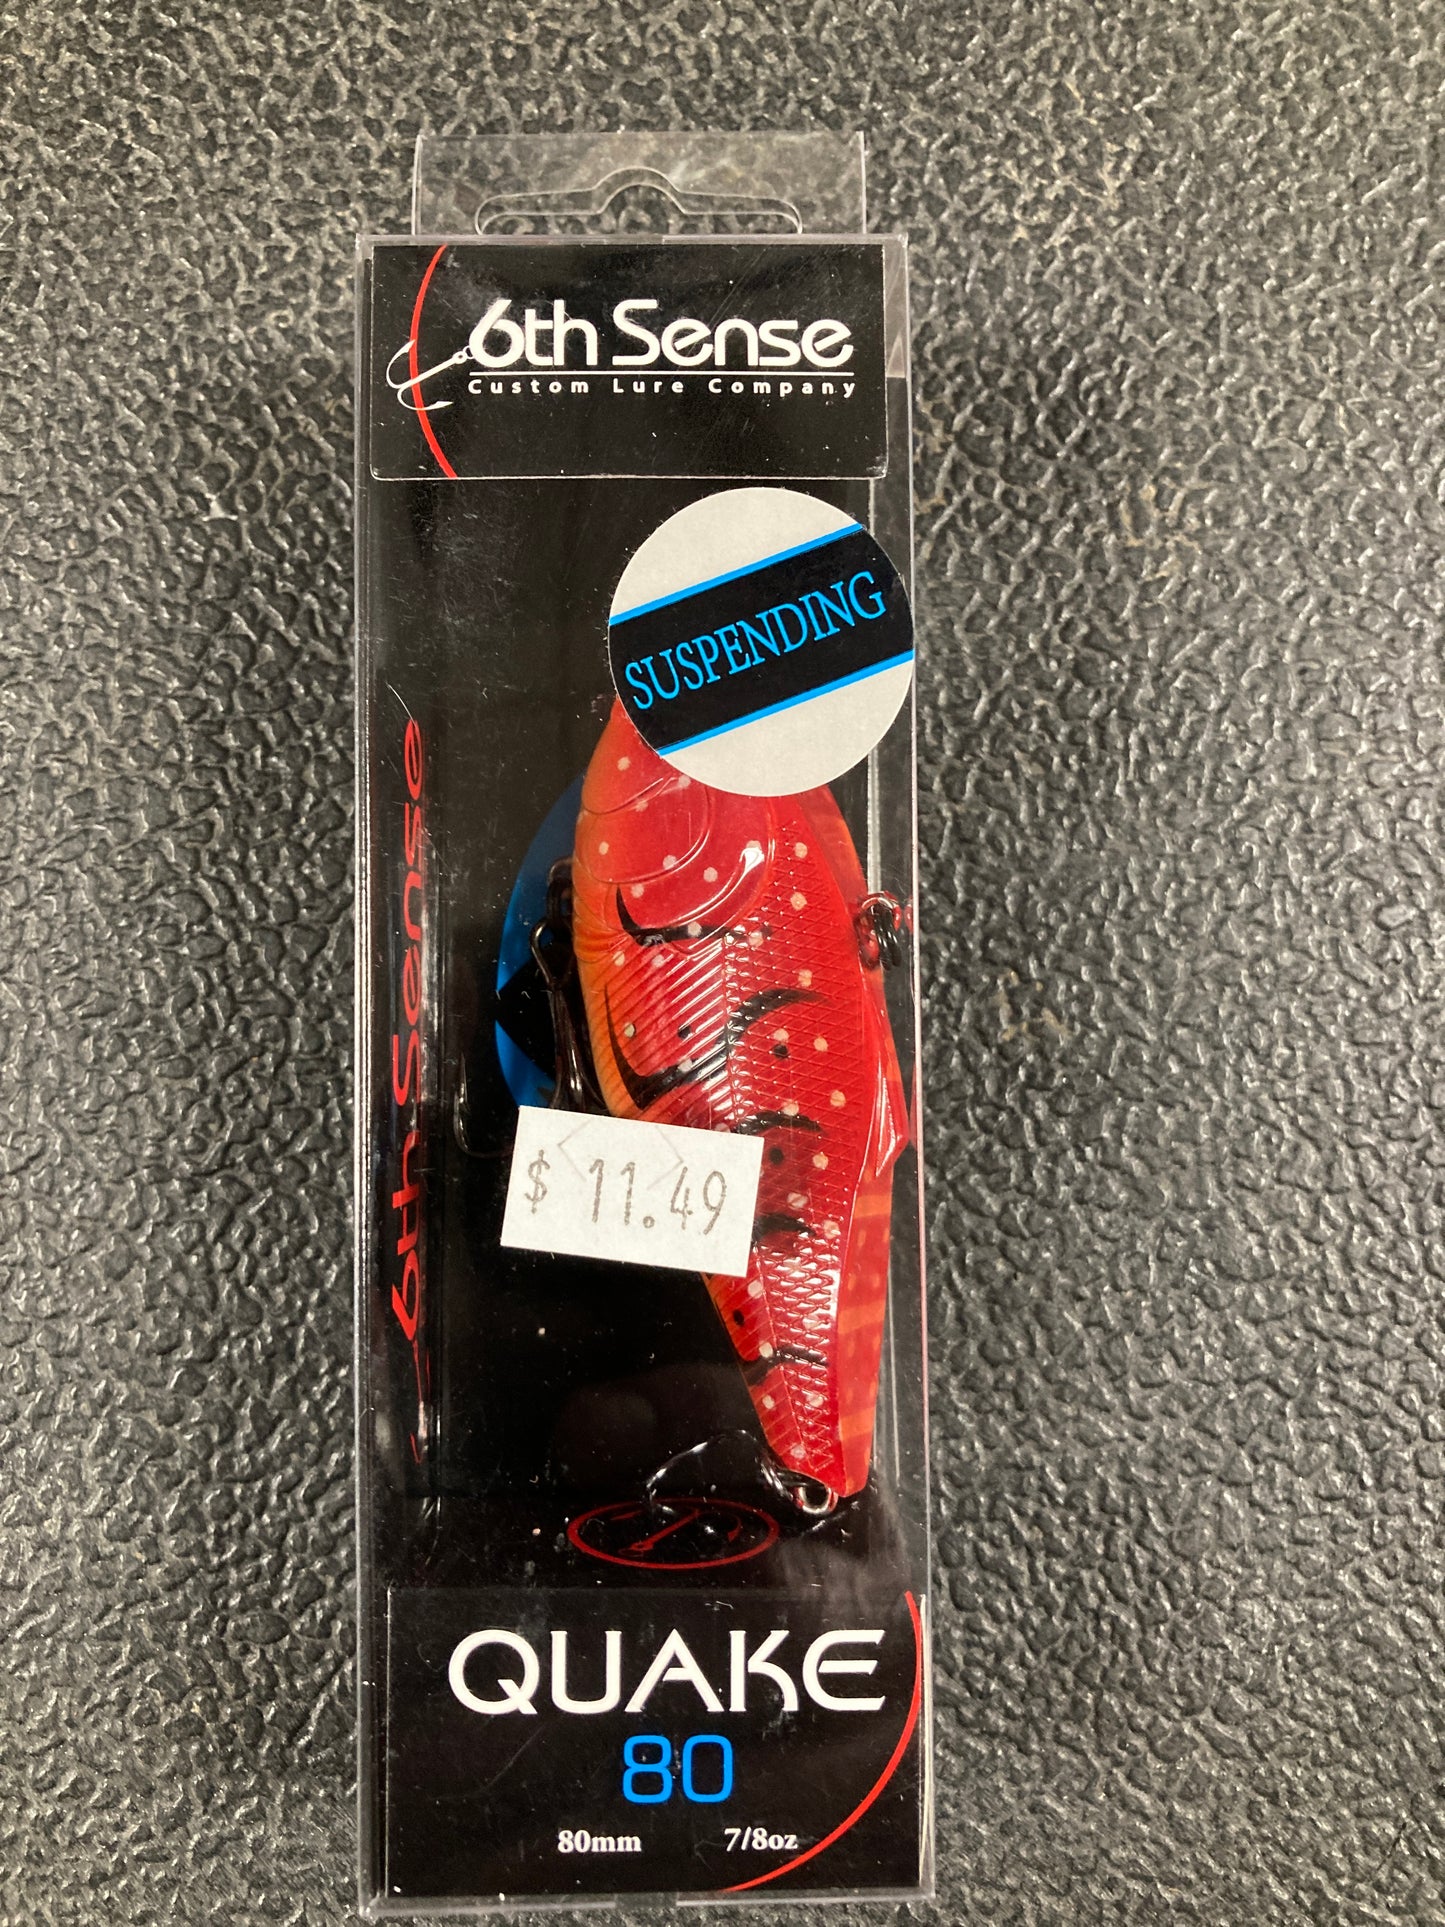 6th Sense
Custom Lure Company
SUSPENDING
6th Sense
$ 11.49
QUAKE
80
80mm 7/8oz